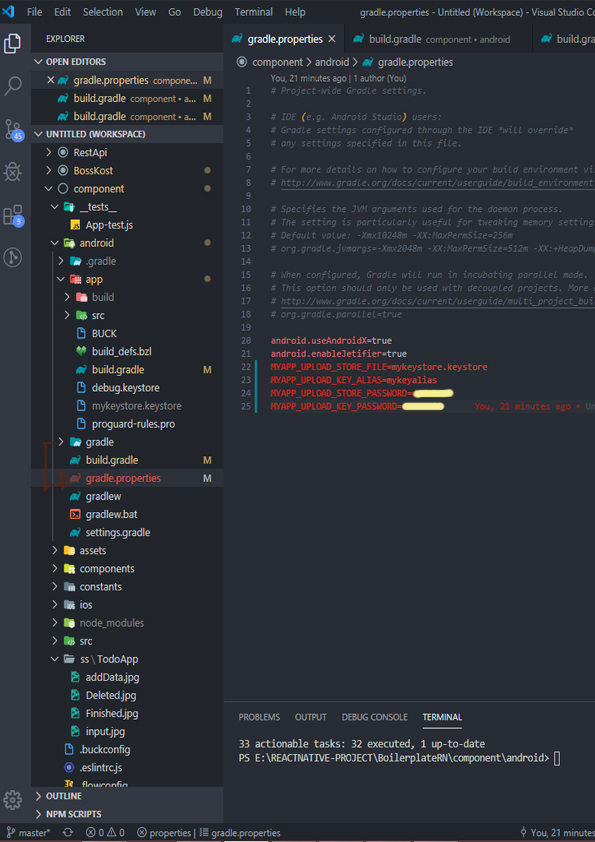 File Edit Selection View Go Debug Terminal Help gradle.properties - Untitled (Workspace) - Visual Studio Co
EXPLORER
OPEN EDITORS
gradle.properties compone... M
build.gradle component • a... M
build.gradle component • a... M
UNTITLED (WORKSPACE)
RestApi
BossKost
component
__tests__
App-test.js
android
.gradle
app
build
src
BUCK
build_defs.bzl
build.gradle M
debug.keystore
mykeystore.keystore
proguard-rules.pro
gradle
build.gradle M
gradle.properties M
gradlew
gradlew.bat
settings.gradle
assets
components
constants
ios
node_modules
src
ss \ TodoApp
addData.jpg
Deleted.jpg
Finished.jpg
input.jpg
.buckconfig
.eslintrc.js
.flowconfig
OUTLINE
NPM SCRIPTS
45
9
gradle.properties build.gradle component • android build.gra
component > android > gradle.properties
You, 21 minutes ago | 1 author (You)
1 # Project-wide Gradle settings.
2
3 # IDE (e.g. Android Studio) users:
4 # Gradle settings configured through the IDE *will override*
5 # any settings specified in this file.
6
7 # For more details on how to configure your build environment vi
8 # http://www.gradle.org/docs/current/userguide/build_environment
9
10 # Specifies the JVM arguments used for the daemon process.
11 # The setting is particularly useful for tweaking memory setting
12 # Default value: -Xmx10248m -XX:MaxPermSize=256m
13 # org.gradle.jvmargs=-Xmx2048m -XX:MaxPermSize=512m -XX:+HeapDump
14
15 # When configured, Gradle will run in incubating parallel mode.
16 # This option should only be used with decoupled projects. More
17 # http://www.gradle.org/docs/current/userguide/multi_project_bui
18 # org.gradle.parallel=true
19
20 android.useAndroidX=true
21 android.enableJetifier=true
22 MYAPP_UPLOAD_STORE_FILE=mykeystore.keystore
23 MYAPP_UPLOAD_KEY_ALIAS=mykeyalias
24 MYAPP_UPLOAD_STORE_PASSWORD=
25 MYAPP_UPLOAD_KEY_PASSWORD= You, 21 minutes ago • Un
PROBLEMS OUTPUT DEBUG CONSOLE TERMINAL
33 actionable tasks: 32 executed, 1 up-to-date
PS E:\REACTNATIVE-PROJECT\BoilerplateRN\component\android>
master* 0 0 properties | gradle.properties You, 21 minutes